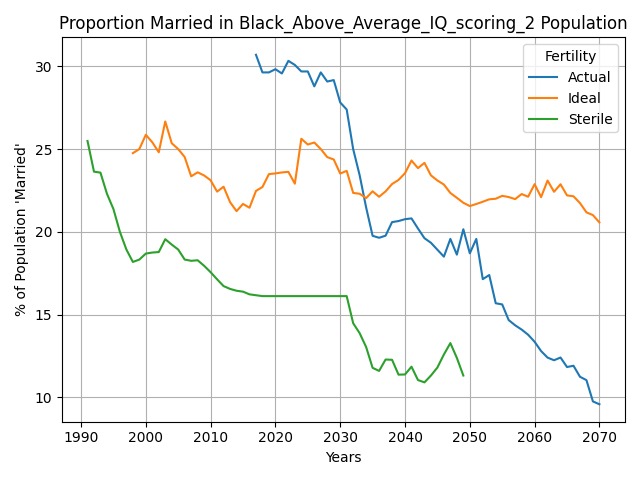 Proportion Married in Black_Above_Average_IQ_scoring_2 Population
Fertility
Actual
Ideal
Sterile
% of Population 'Married'
30
25
20
15
10
1990 2000 2010 2020 2030 2040 2050 2060 2070
Years